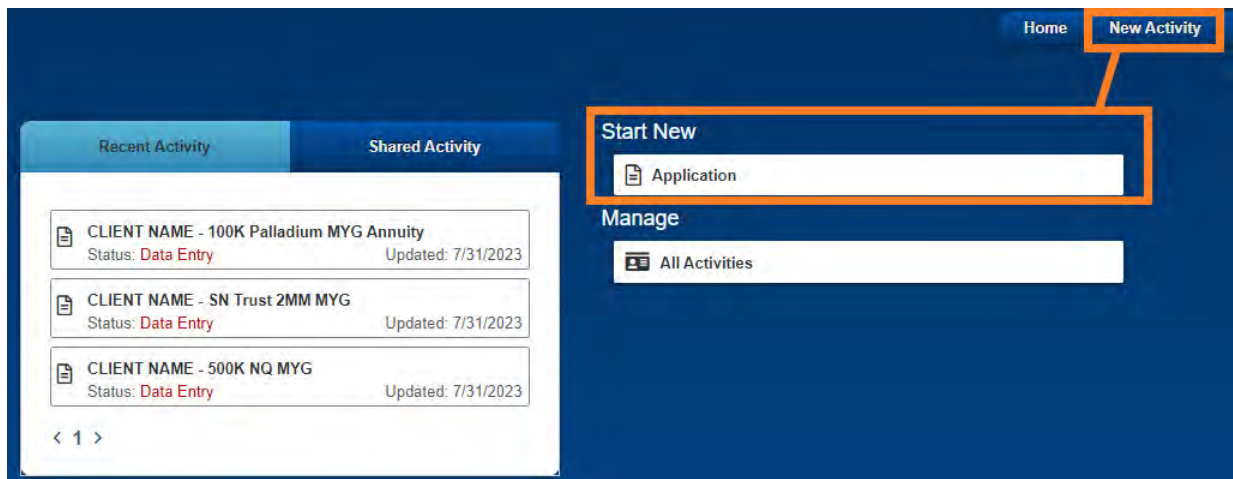 Home New Activity
Recent Activity Shared Activity
CLIENT NAME - 100K Palladium MYG Annuity
Status: Data Entry Updated: 7/31/2023
CLIENT NAME - SN Trust 2MM MYG
Status: Data Entry Updated: 7/31/2023
CLIENT NAME - 500K NQ MYG
Status: Data Entry Updated: 7/31/2023
< 1 >
Start New
Application
Manage
All Activities